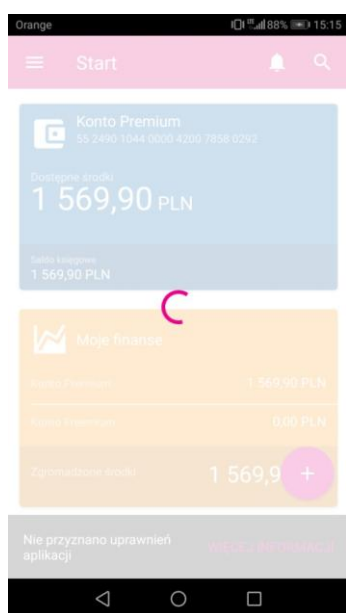 Orange 88% 15:15
Start
Konto Premium
55 2490 1044 0000 4200 7858 0292
Dostępne środki
1 569,90 PLN
Saldo księgowe
1 569,90 PLN
Moje finanse
Konto Premium 1 569,90 PLN
0,00 PLN
Zgromadzone środki 1 569,9
Nie przyznano uprawnień
aplikacji
WIĘCEJ INFORMACJI